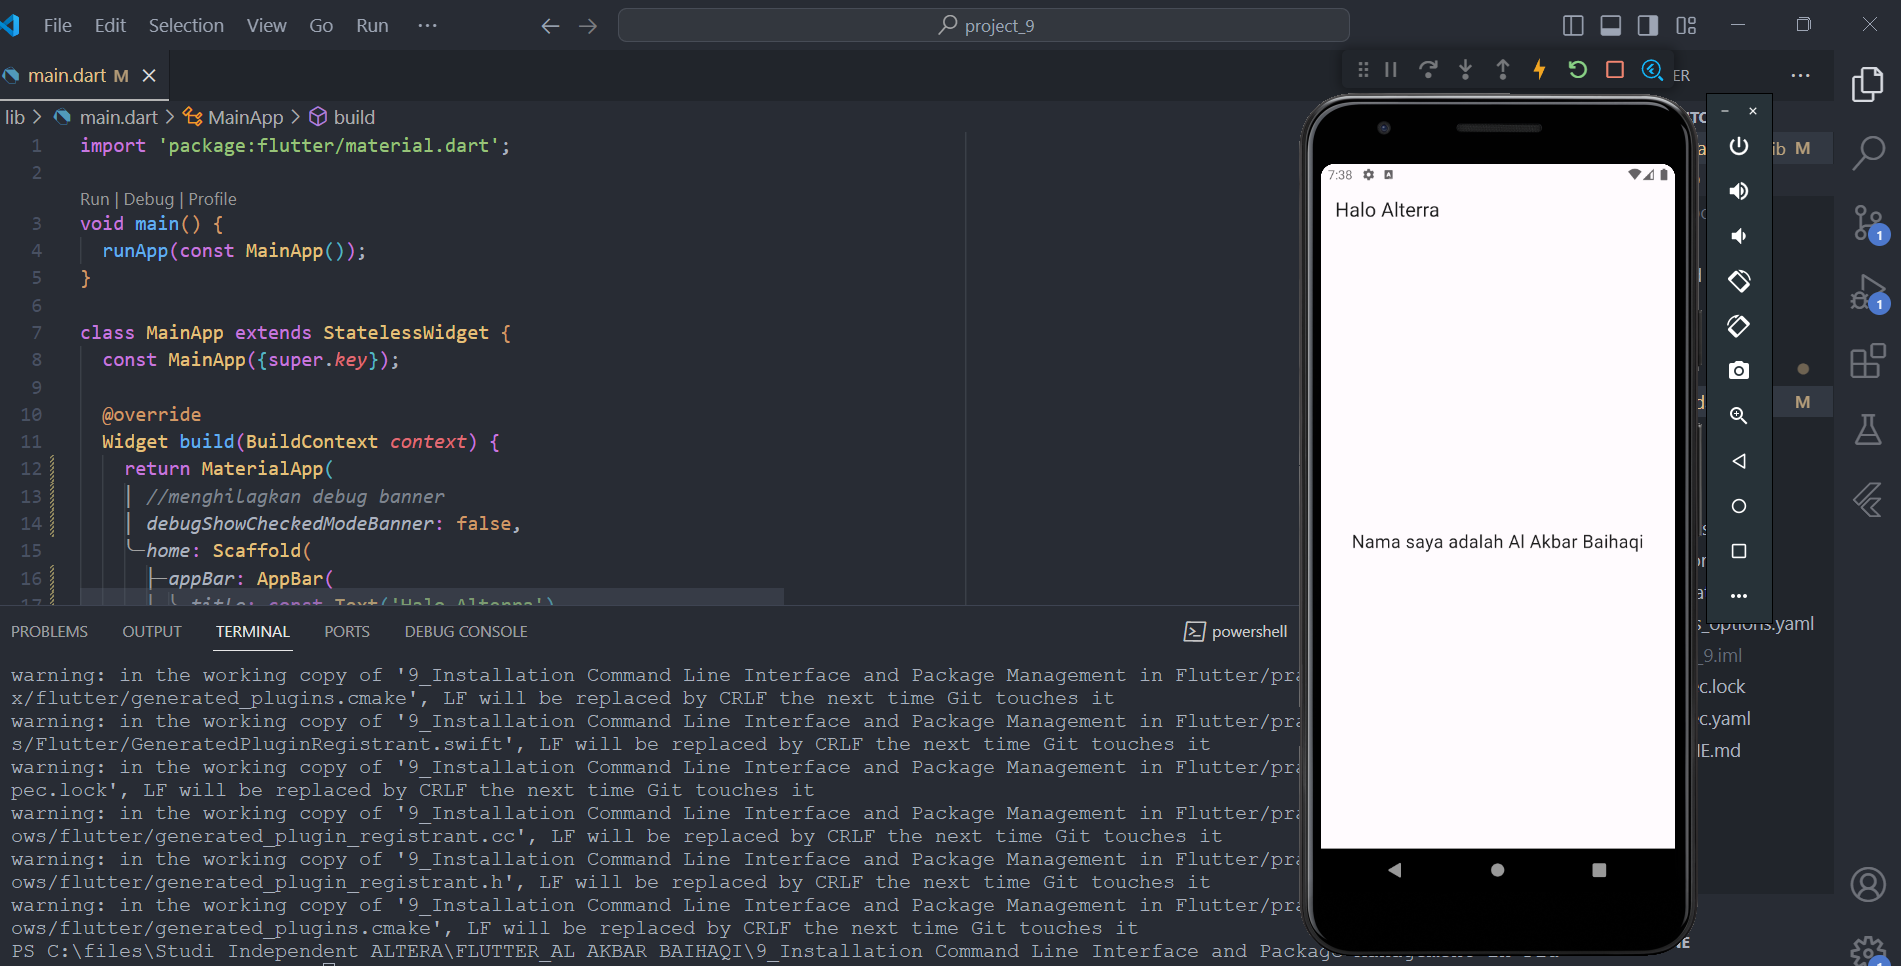 File Edit Selection View Go Run ··· project_9
main.dart M
lib > main.dart > MainApp > build
1 import 'package:flutter/material.dart';
2
Run | Debug | Profile
3 void main() {
4 runApp(const MainApp());
5 }
6
7 class MainApp extends StatelessWidget {
8 const MainApp({super.key});
9
10 @override
11 Widget build(BuildContext context) {
12 return MaterialApp(
13 //menghilagkan debug banner
14 debugShowCheckedModeBanner: false,
15 home: Scaffold(
16 appBar: AppBar(
17 title: const Text('Halo Alterra')
PROBLEMS OUTPUT TERMINAL PORTS DEBUG CONSOLE powershell
warning: in the working copy of '9_Installation Command Line Interface and Package Management in Flutter/pra
x/flutter/generated_plugins.cmake', LF will be replaced by CRLF the next time Git touches it
warning: in the working copy of '9_Installation Command Line Interface and Package Management in Flutter/pra
s/Flutter/GeneratedPluginRegistrant.swift', LF will be replaced by CRLF the next time Git touches it
warning: in the working copy of '9_Installation Command Line Interface and Package Management in Flutter/pra
pec.lock', LF will be replaced by CRLF the next time Git touches it
warning: in the working copy of '9_Installation Command Line Interface and Package Management in Flutter/pra
ows/flutter/generated_plugin_registrant.cc', LF will be replaced by CRLF the next time Git touches it
warning: in the working copy of '9_Installation Command Line Interface and Package Management in Flutter/pra
ows/flutter/generated_plugin_registrant.h', LF will be replaced by CRLF the next time Git touches it
warning: in the working copy of '9_Installation Command Line Interface and Package Management in Flutter/pra
ows/flutter/generated_plugins.cmake', LF will be replaced by CRLF the next time Git touches it
PS C:\files\Studi Independent ALTERA\FLUTTER_AL AKBAR BAIHAQI\9_Installation Command Line Interface and Package
7:38
Halo Alterra
Nama saya adalah Al Akbar Baihaqi
ER
ib M
M
s_options.yaml
_9.iml
c.lock
c.yaml
E.md
1
1